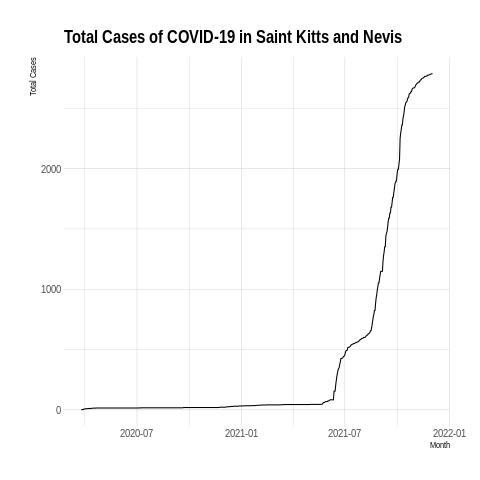 Total Cases of COVID-19 in Saint Kitts and Nevis
Total Cases
2000
1000
0
2020-07
2021-01
2021-07
2022-01
Month